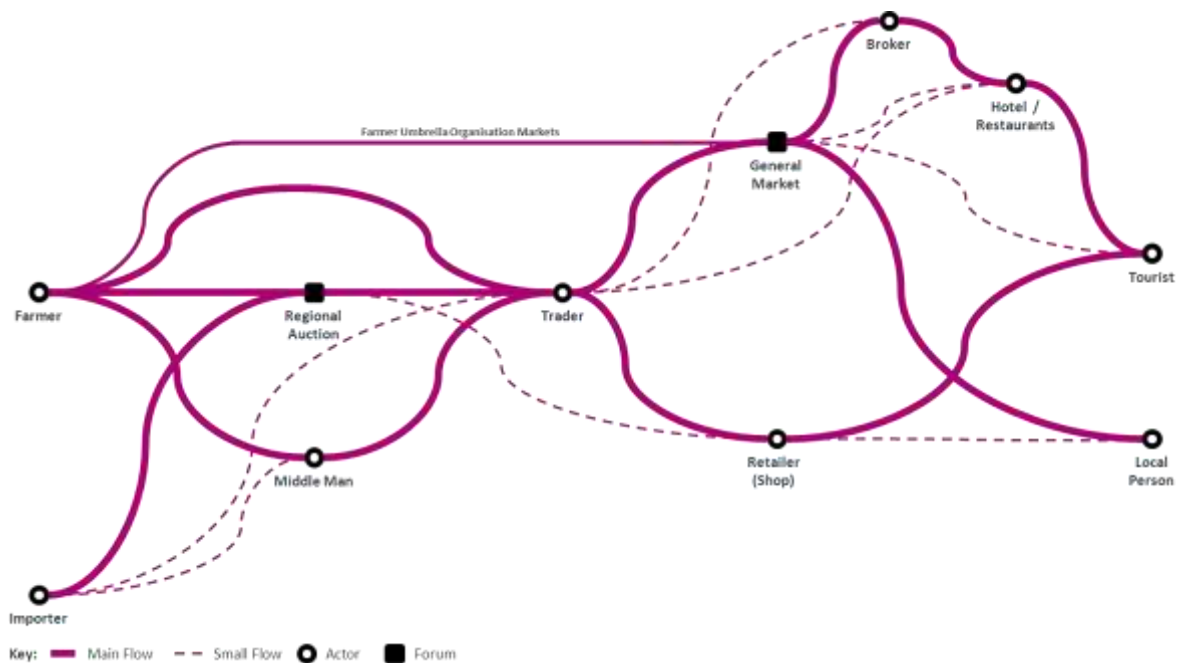 Broker
Hotel /
Restaurants
Farmer Umbrella Organisation Markets
General
Market
Tourist
Farmer
Regional
Auction
Trader
Middle Man
Retailer
(Shop)
Local
Person
Importer
Key: Main Flow Small Flow Actor Forum